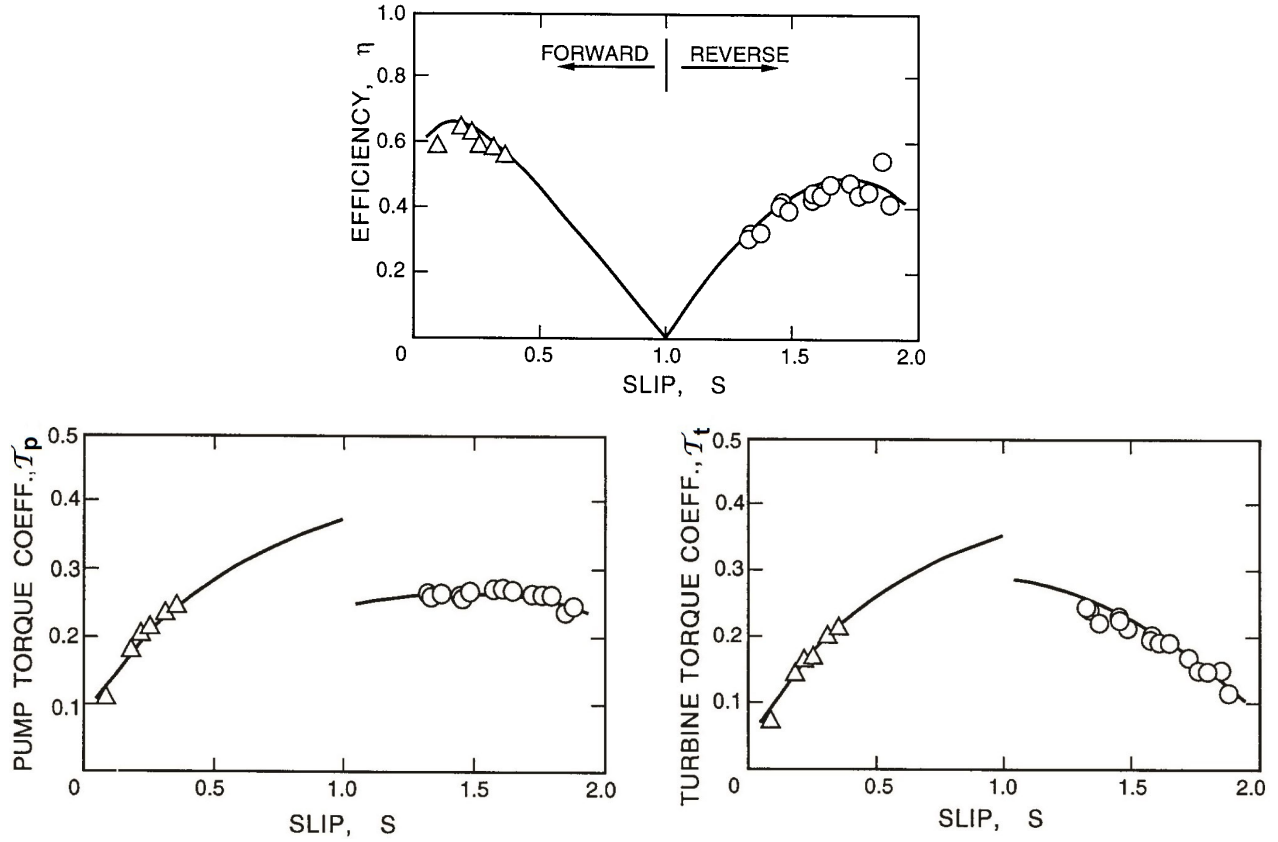 1.0
0.8
0.6
0.4
0.2
EFFICIENCY, η
FORWARD REVERSE
0 0.5 1.0 1.5 2.0
SLIP, S
0.5
0.4
0.3
0.2
0.1
PUMP TORQUE COEFF., 𝒯p
0 0.5 1.0 1.5 2.0
SLIP, S
0.5
0.4
0.3
0.2
0.1
TURBINE TORQUE COEFF., 𝒯t
0 0.5 1.0 1.5 2.0
SLIP, S